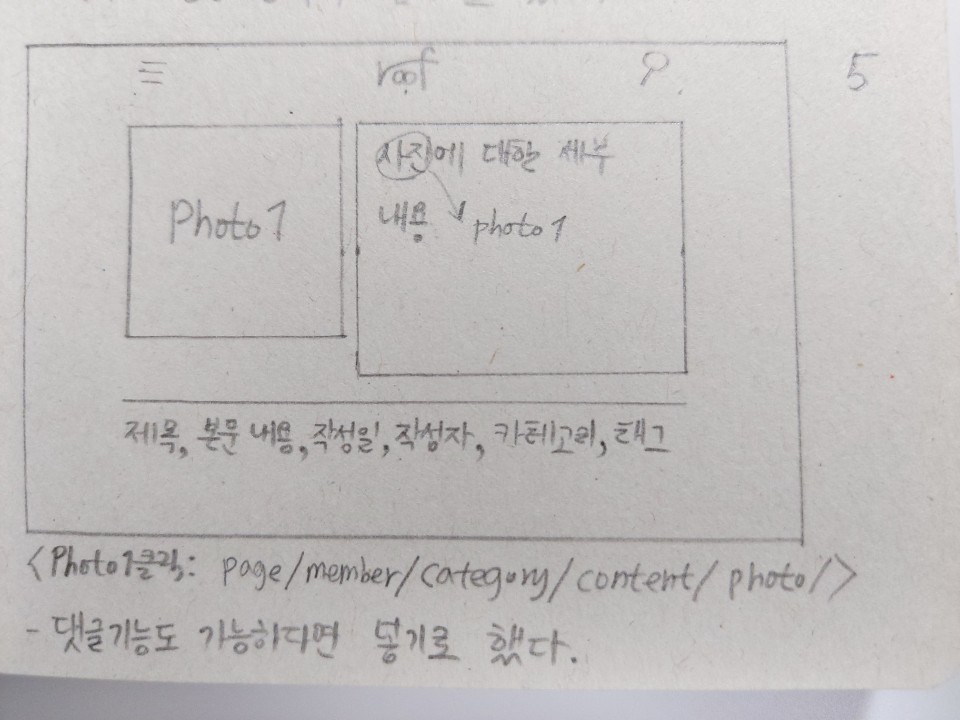 roof
5
Photo1
사진에 대한 세부
내용
photo1
제목, 본문 내용, 작성일, 작성자, 카테고리, 태그
<Photo1클릭: page/member/category/content/photo/>
- 댓글기능도 가능하다면 넣기로 했다.